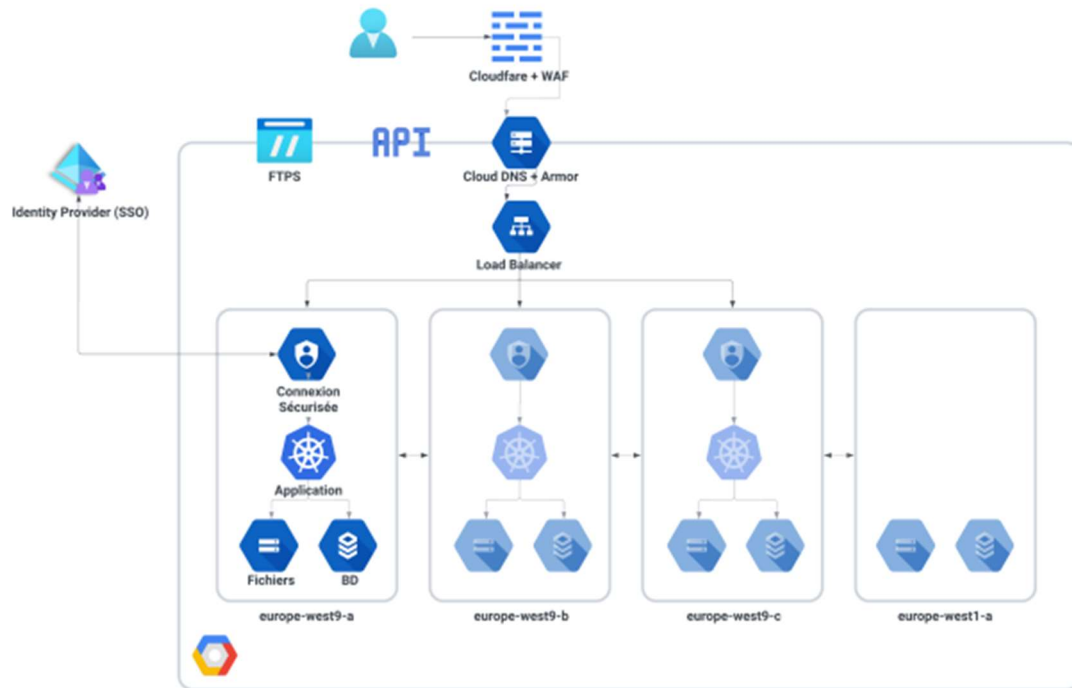 Cloudfare + WAF
API
FTPS
Cloud DNS + Armor
Identity Provider (SSO)
Load Balancer
Connexion
Sécurisée
Application
Fichiers
BD
europe-west9-a
europe-west9-b
europe-west9-c
europe-west1-a